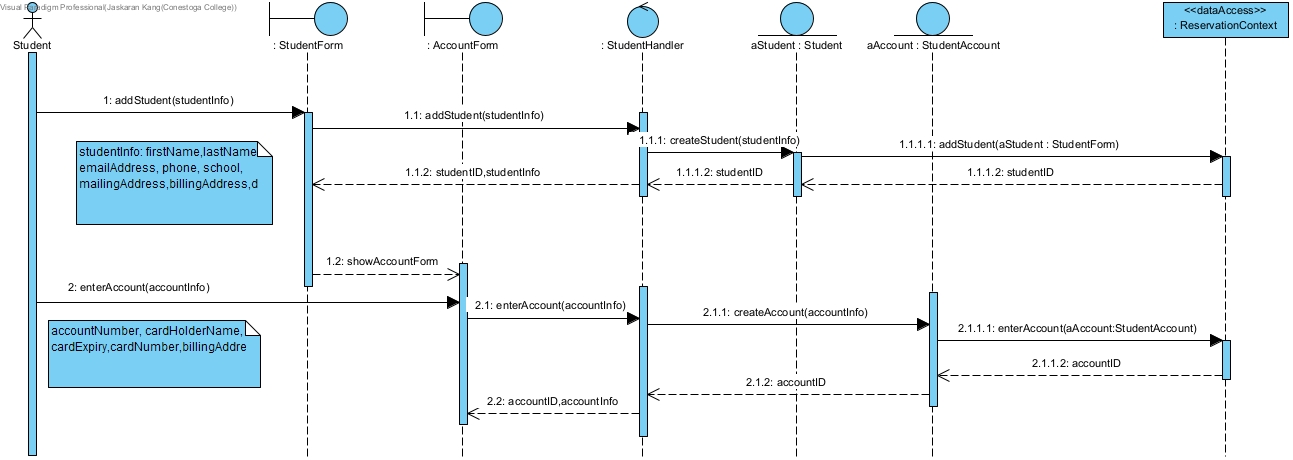 Visual Paradigm Professional(Jaskaran Kang(Conestoga College))
<<dataAccess>>
: ReservationContext
Student
: StudentForm
: AccountForm
: StudentHandler
aStudent : Student
aAccount : StudentAccount
1: addStudent(studentInfo)
1.1: addStudent(studentInfo)
1.1.1: createStudent(studentInfo)
1.1.1.1: addStudent(aStudent : StudentForm)
studentInfo: firstName,lastName
emailAddress, phone, school,
mailingAddress,billingAddress,d
1.1.2: studentID,studentInfo
1.1.1.2: studentID
1.1.1.2: studentID
1.2: showAccountForm
2: enterAccount(accountInfo)
2.1: enterAccount(accountInfo)
2.1.1: createAccount(accountInfo)
2.1.1.1: enterAccount(aAccount:StudentAccount)
accountNumber, cardHolderName,
cardExpiry,cardNumber,billingAddre
2.1.1.2: accountID
2.1.2: accountID
2.2: accountID,accountInfo